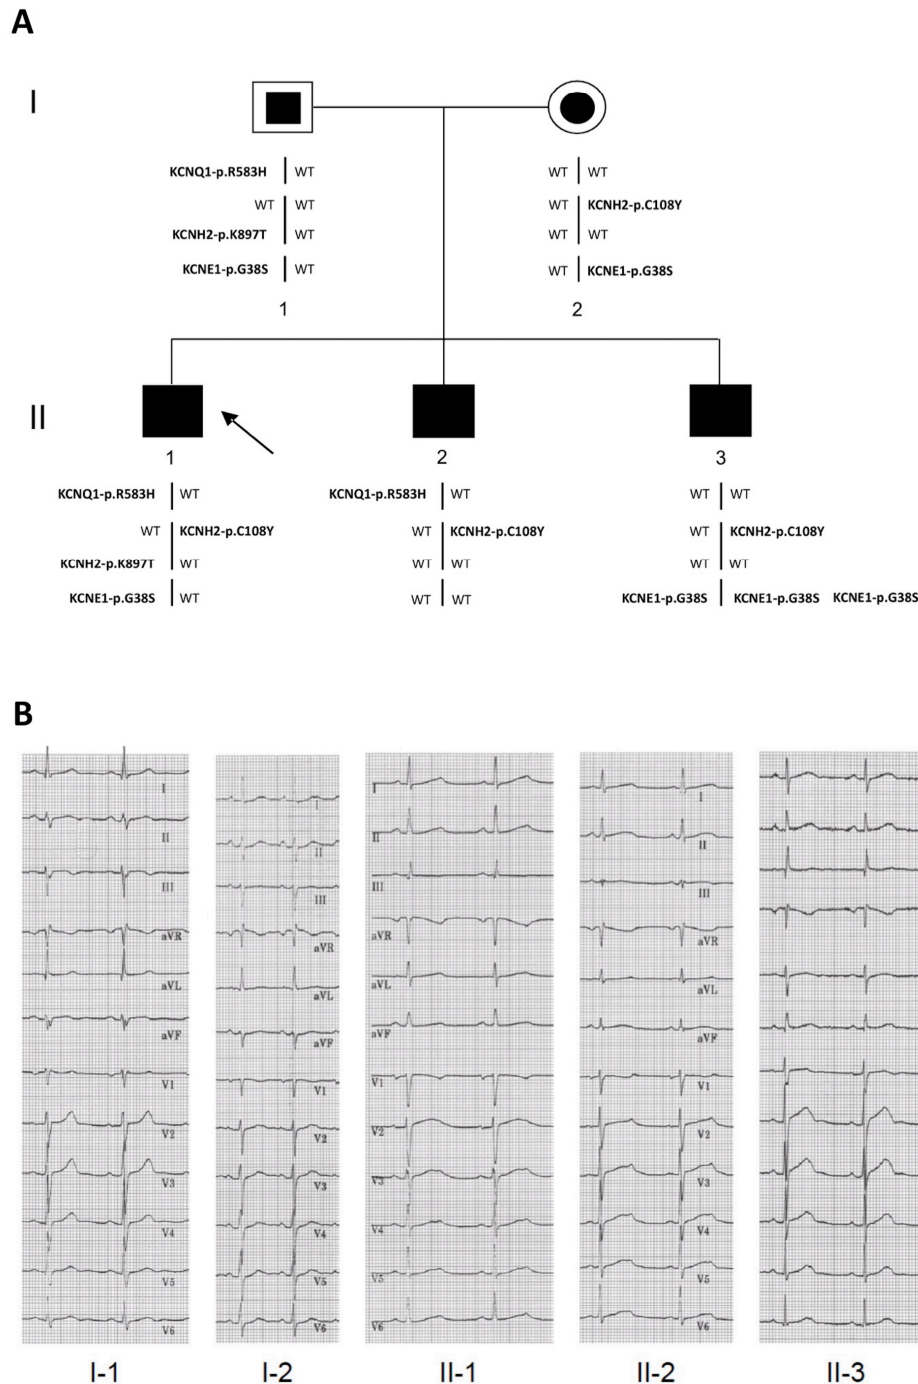 A
I
KCNQ1-p.R583H WT WT WT
WT WT WT KCNH2-p.C108Y
KCNH2-p.K897T WT WT WT
KCNE1-p.G38S WT WT KCNE1-p.G38S
1 2
II
1 2 3
KCNQ1-p.R583H WT KCNQ1-p.R583H WT WT WT
WT KCNH2-p.C108Y WT KCNH2-p.C108Y WT KCNH2-p.C108Y
KCNH2-p.K897T WT WT WT WT WT
KCNE1-p.G38S WT WT WT KCNE1-p.G38S KCNE1-p.G38S KCNE1-p.G38S
B
I I I I
II II II II
III III III III
aVR aVR aVR aVR
aVL aVL aVL aVL
aVF aVF aVF aVF
V1 V1 V1 V1
V2 V2 V2 V2
V3 V3 V3 V3
V4 V4 V4 V4
V5 V5 V5 V5
V6 V6 V6 V6
I-1 I-2 II-1 II-2 II-3